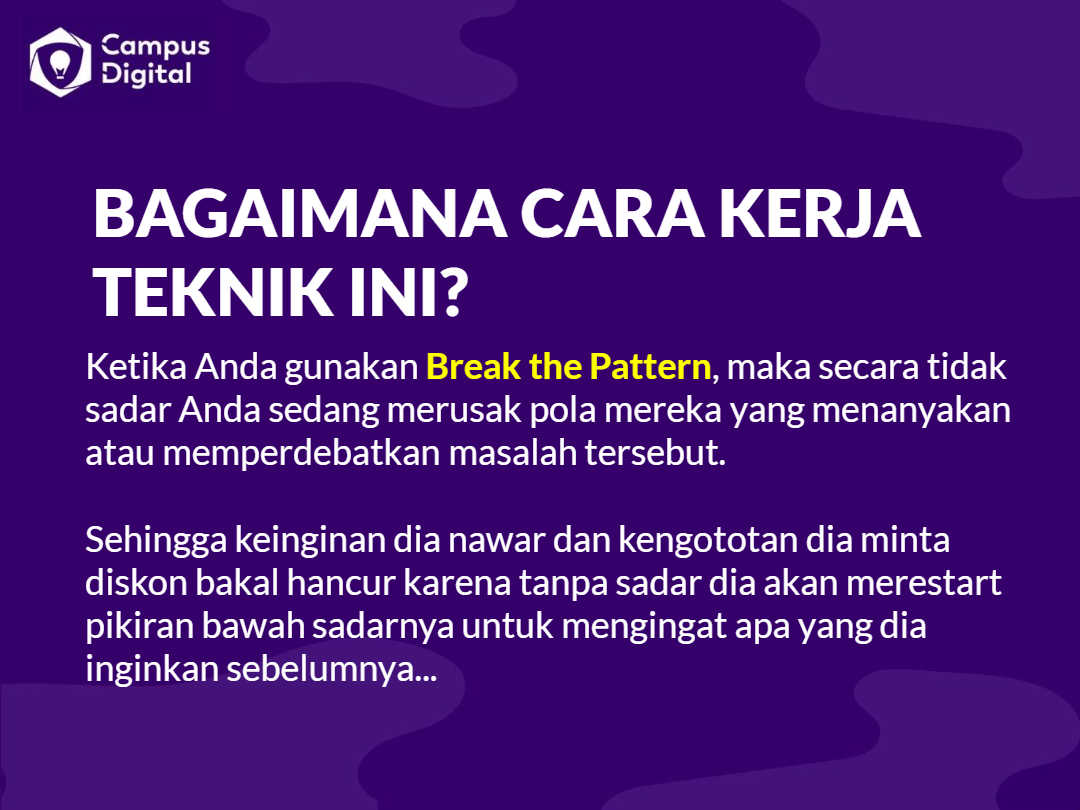 Campus
Digital
BAGAIMANA CARA KERJA
TEKNIK INI?
Ketika Anda gunakan Break the Pattern, maka secara tidak
sadar Anda sedang merusak pola mereka yang menanyakan
atau memperdebatkan masalah tersebut.
Sehingga keinginan dia nawar dan kengototan dia minta
diskon bakal hancur karena tanpa sadar dia akan merestart
pikiran bawah sadarnya untuk mengingat apa yang dia
inginkan sebelumnya...